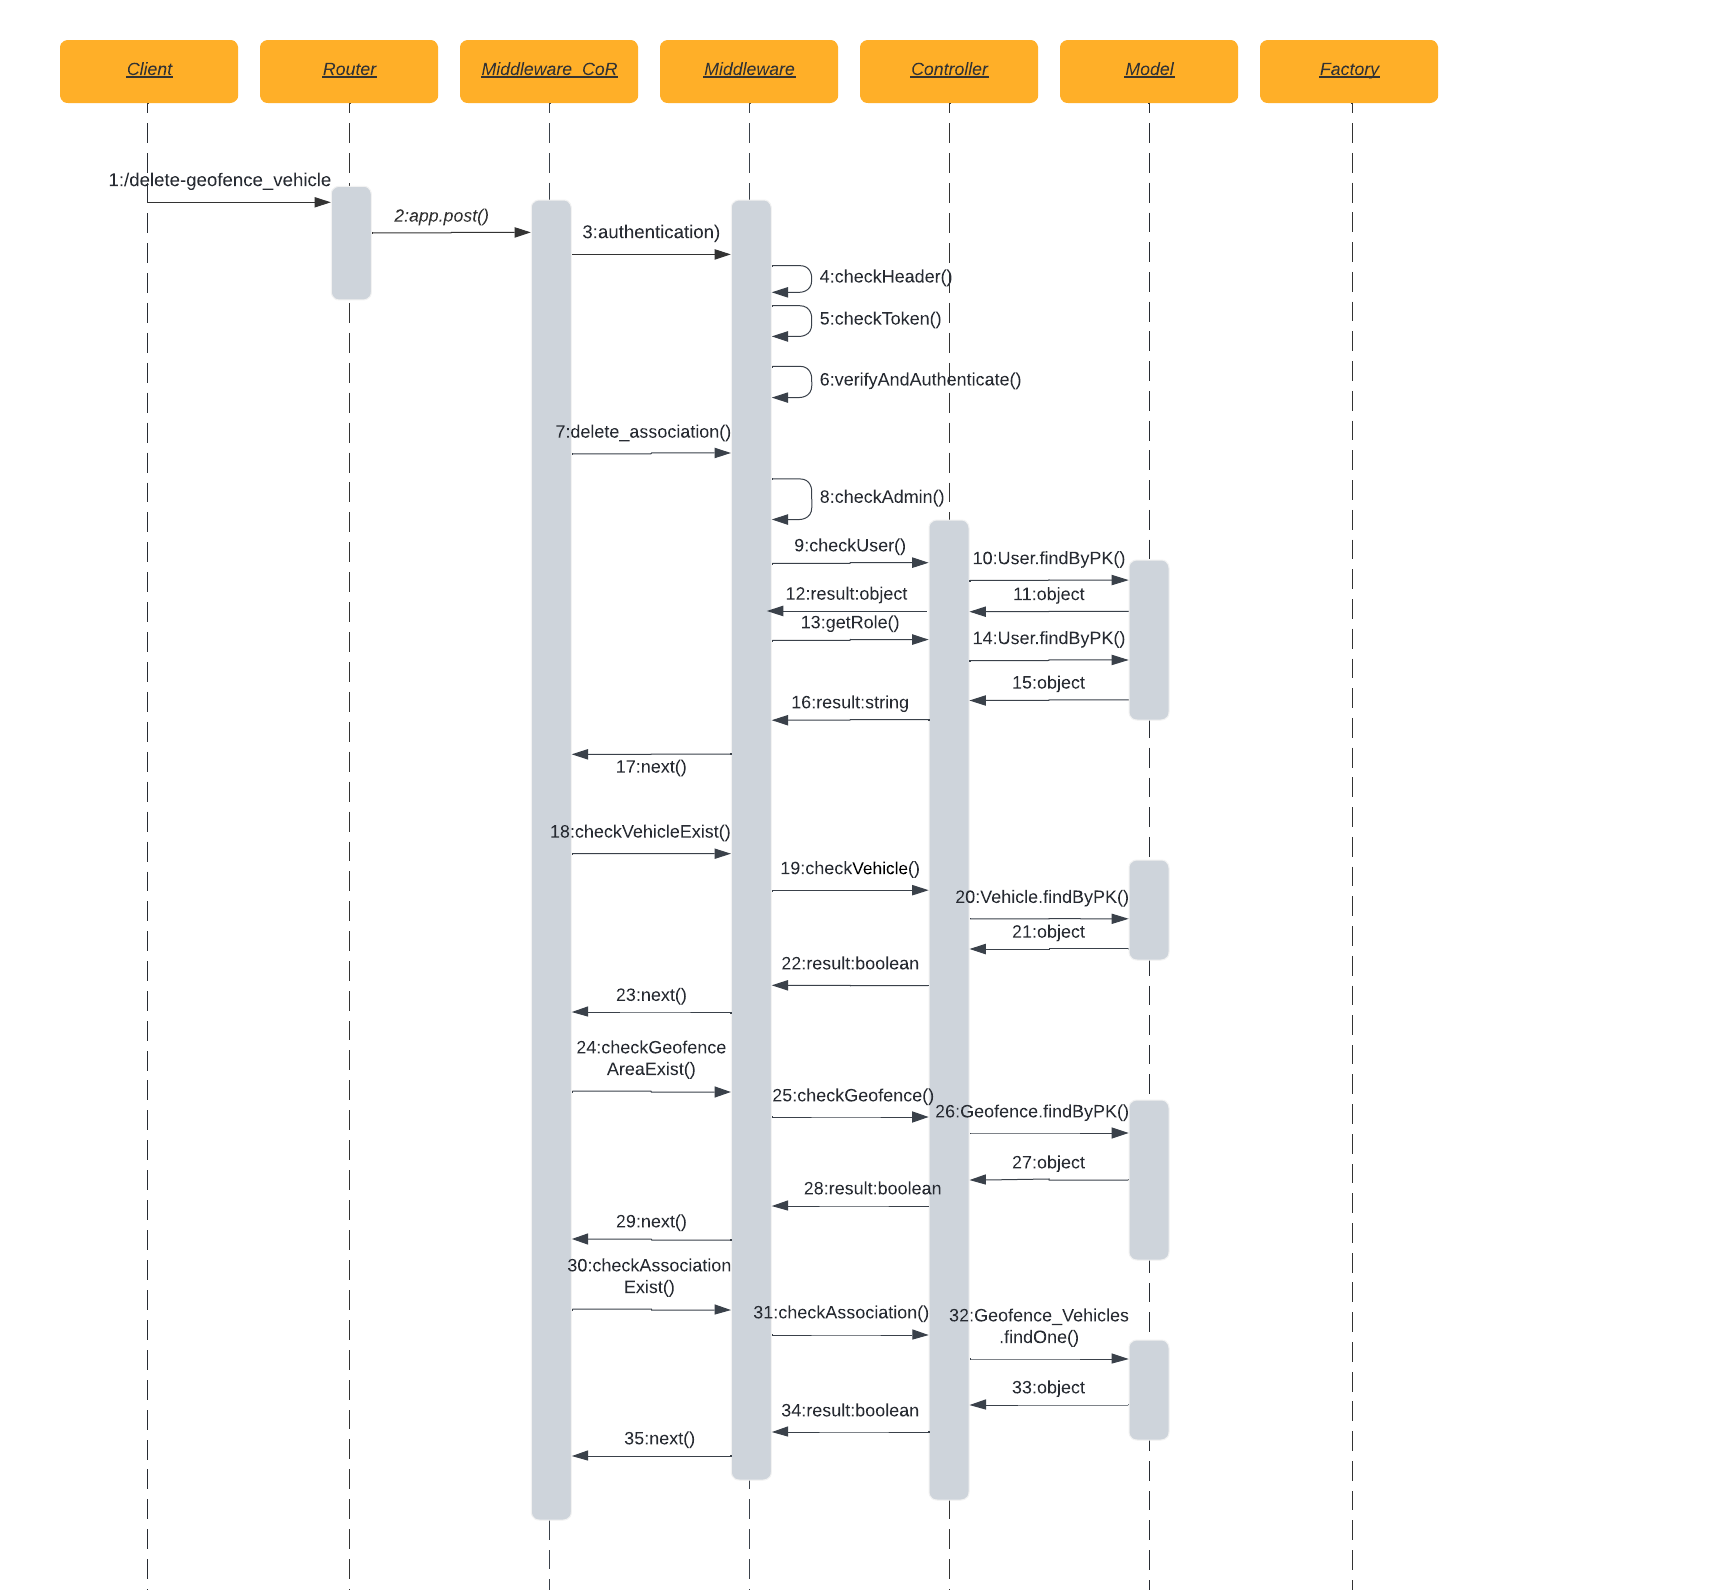 Client
Router
Middleware_CoR
Middleware
Controller
Model
Factory
1:/delete-geofence_vehicle
2:app.post()
3:authentication)
4:checkHeader()
5:checkToken()
6:verifyAndAuthenticate()
7:delete_association()
8:checkAdmin()
9:checkUser()
10:User.findByPK()
11:object
12:result:object
13:getRole()
14:User.findByPK()
15:object
16:result:string
17:next()
18:checkVehicleExist()
19:checkVehicle()
20:Vehicle.findByPK()
21:object
22:result:boolean
23:next()
24:checkGeofence
AreaExist()
25:checkGeofence()
26:Geofence.findByPK()
27:object
28:result:boolean
29:next()
30:checkAssociation
Exist()
31:checkAssociation()
32:Geofence_Vehicles
.findOne()
33:object
34:result:boolean
35:next()